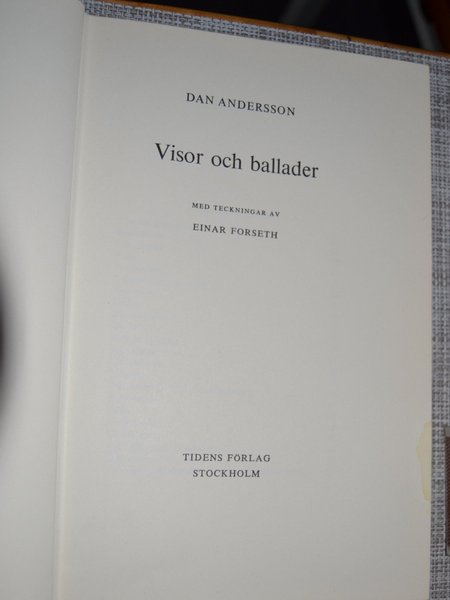 DAN ANDERSSON
Visor och ballader
MED TECKNINGAR AV
EINAR FORSETH
TIDENS FÖRLAG
STOCKHOLM